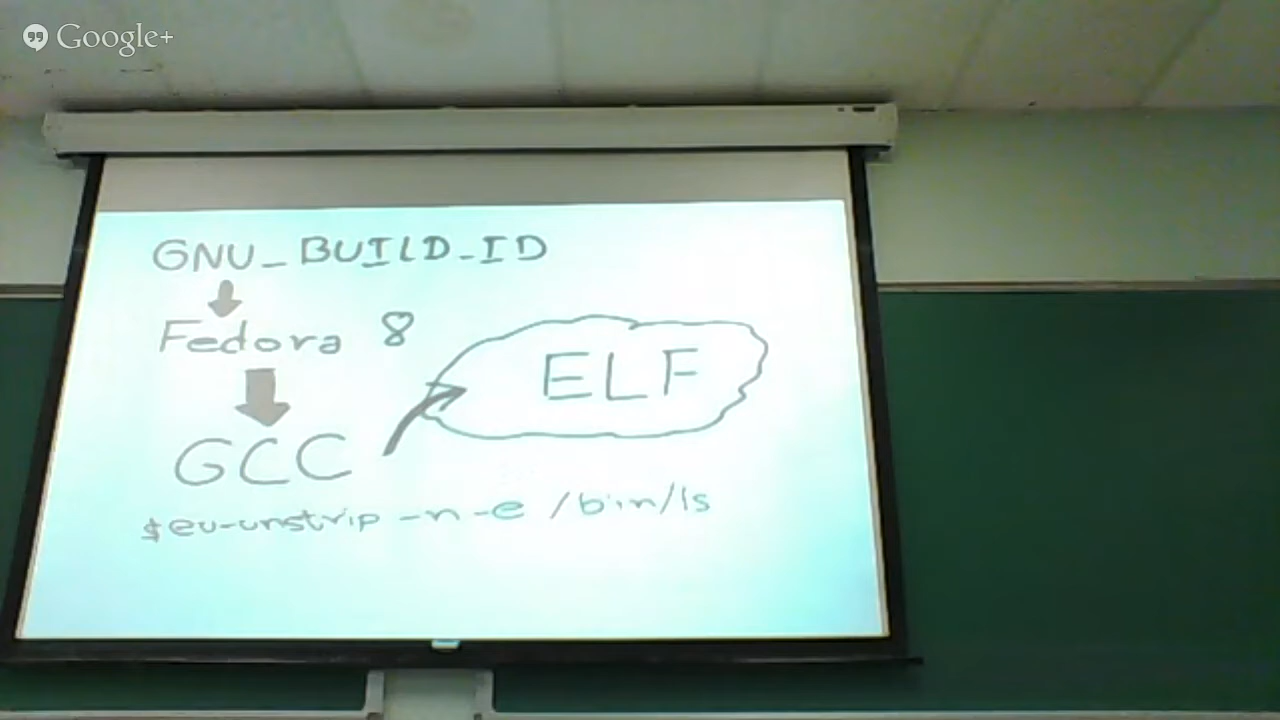 Google+
GNU_BUILD_ID
Fedora 8
ELF
GCC
$eu-unstrip -n -e /bin/ls